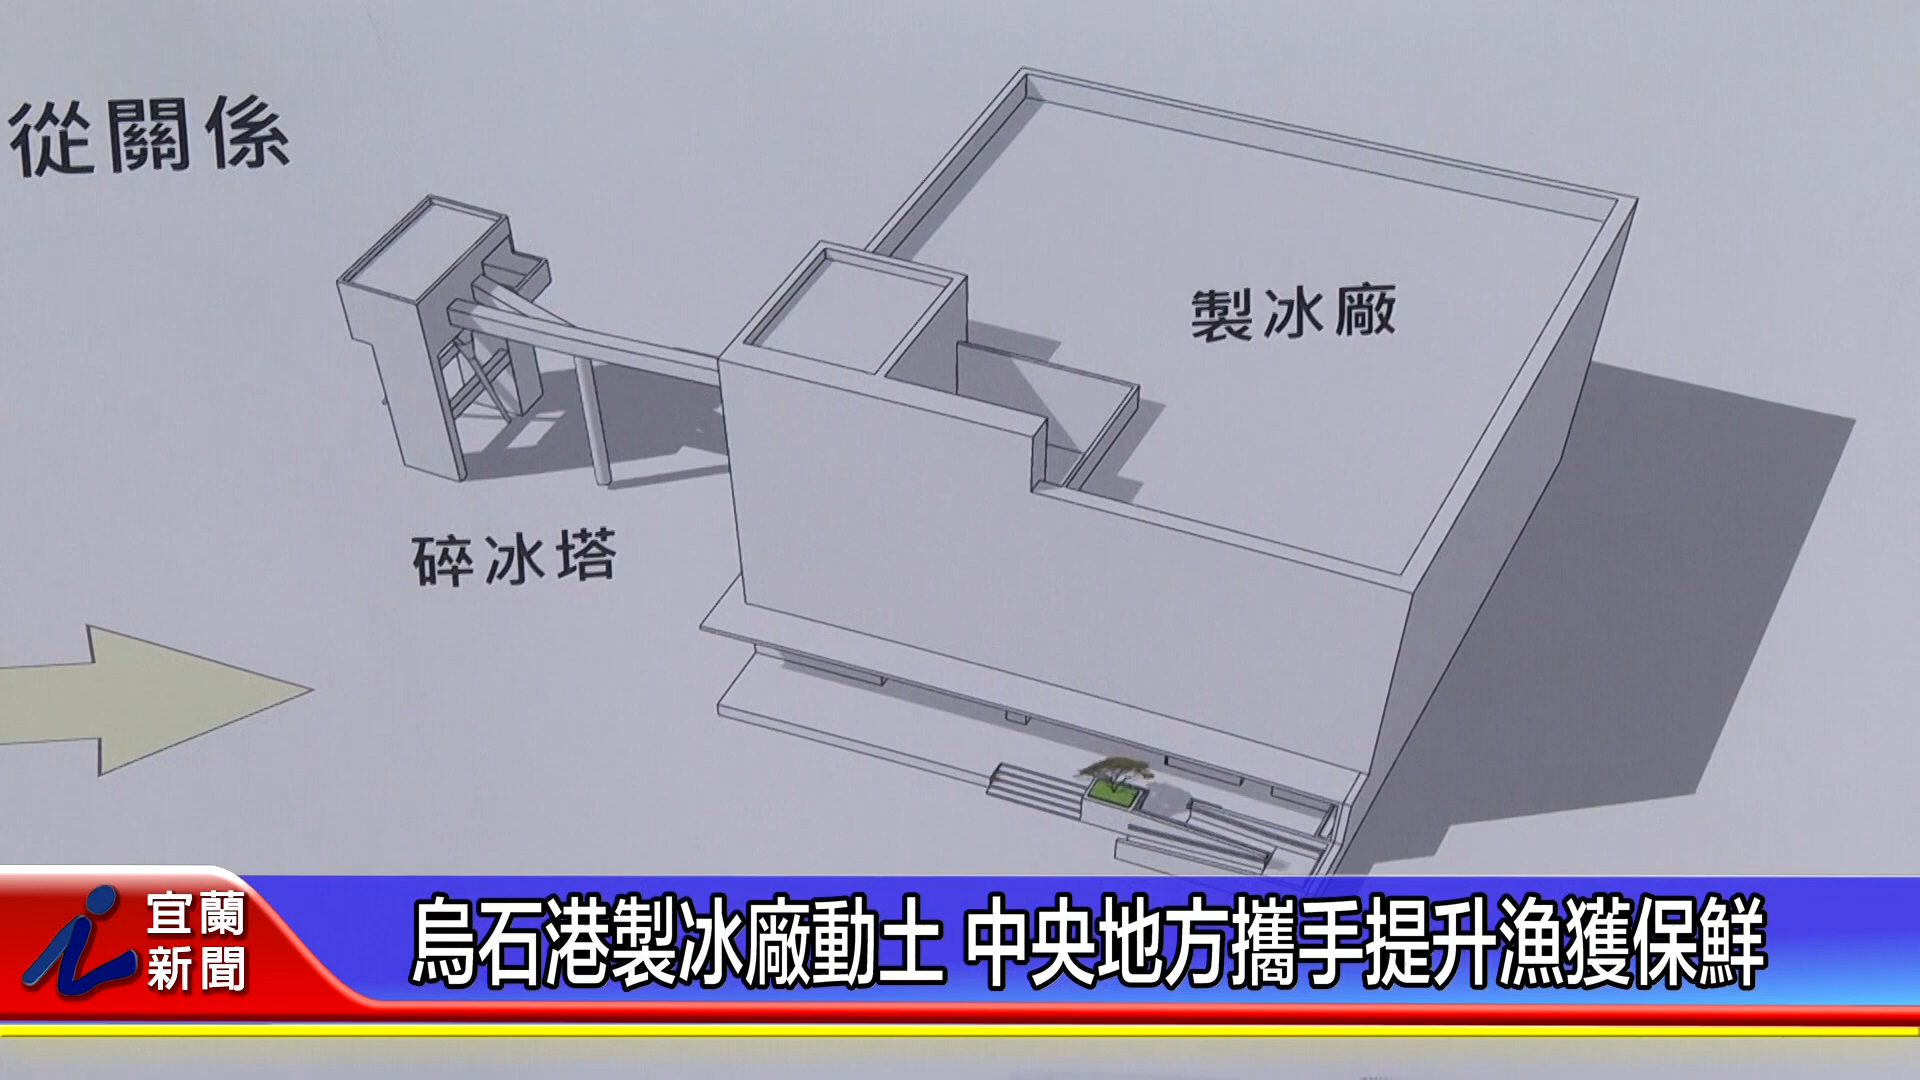 從關係
製冰廠
碎冰塔
宜蘭
新聞
烏石港製冰廠動土 中央地方攜手提升漁獲保鮮